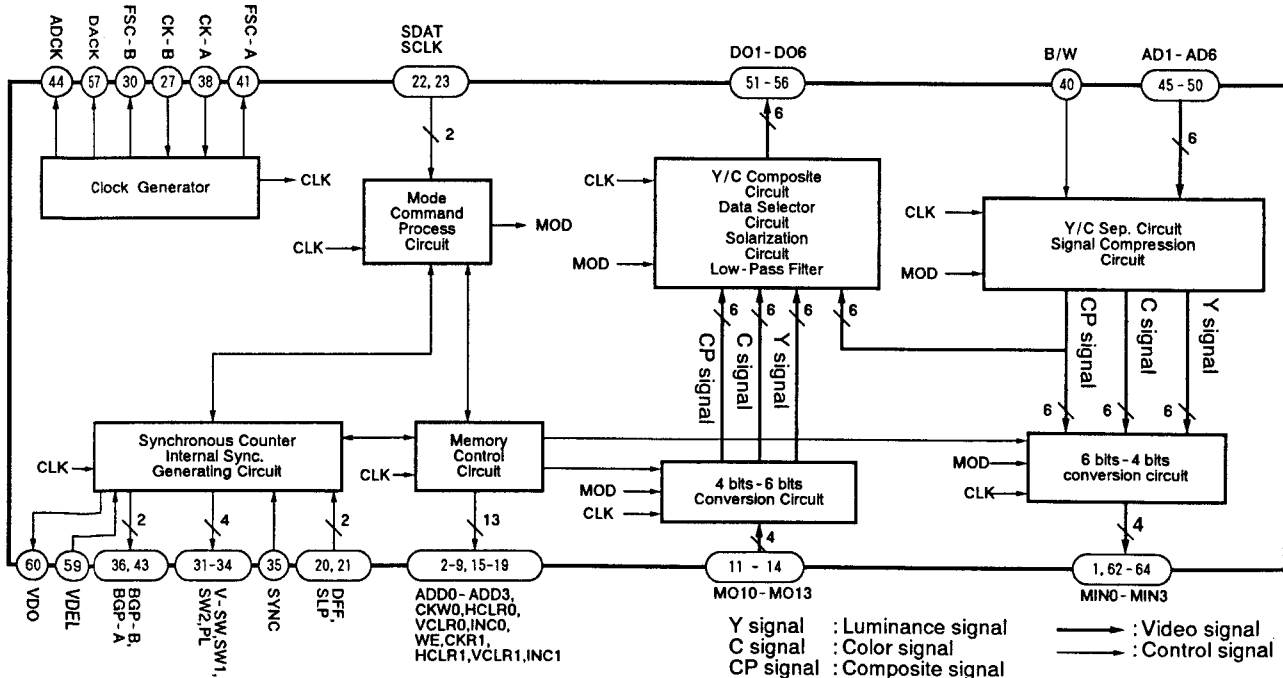 ADCK
DACK
FSC-B
CK-B
CK-A
FSC-A
SDAT
SCLK
DO1-DO6
B/W
AD1-AD6
44
57
30
27
38
41
22, 23
51-56
40
45-50
2
6
6
Clock Generator
CLK
Mode
Command
Process
Circuit
CLK
MOD
Y/C Composite
Circuit
Data Selector
Circuit
Solarization
Circuit
Low-Pass Filter
CLK
MOD
Y/C Sep. Circuit
Signal Compression
Circuit
CLK
MOD
6
6
6
6
CP signal
C signal
Y signal
CP signal
C signal
Y signal
6
6
6
Synchronous Counter
Internal Sync.
Generating Circuit
CLK
Memory
Control
Circuit
CLK
4 bits-6 bits
Conversion Circuit
MOD
CLK
6 bits-4 bits
conversion circuit
MOD
CLK
2
4
2
13
4
4
60
59
36, 43
31-34
35
20, 21
2-9, 15-19
11 - 14
1, 62-64
VDO
VDEL
BGP-B,
BGP-A
V-SW,SW1,
SW2,PL
SYNC
DFF,
SLP
ADD0-ADD3,
CKW0,HCLR0,
VCLR0,INC0,
WE,CKR1,
HCLR1,VCLR1,INC1
MO10-MO13
MIN0-MIN3
Y signal : Luminance signal
C signal : Color signal
CP signal : Composite signal
: Video signal
: Control signal